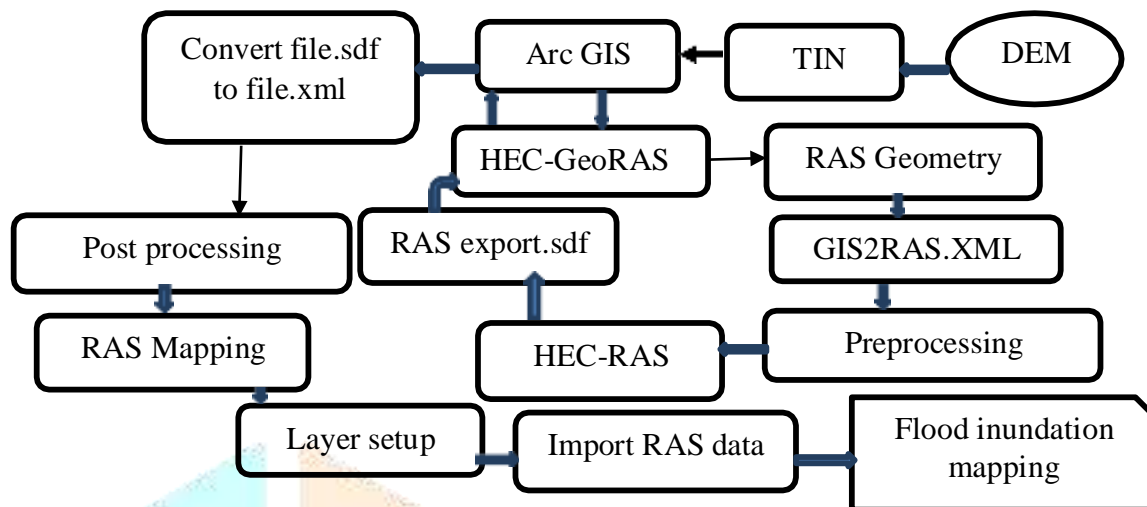 Convert file.sdf
to file.xml
Arc GIS
TIN
DEM
HEC-GeoRAS
RAS Geometry
Post processing
RAS export.sdf
GIS2RAS.XML
RAS Mapping
HEC-RAS
Preprocessing
Layer setup
Import RAS data
Flood inundation
mapping